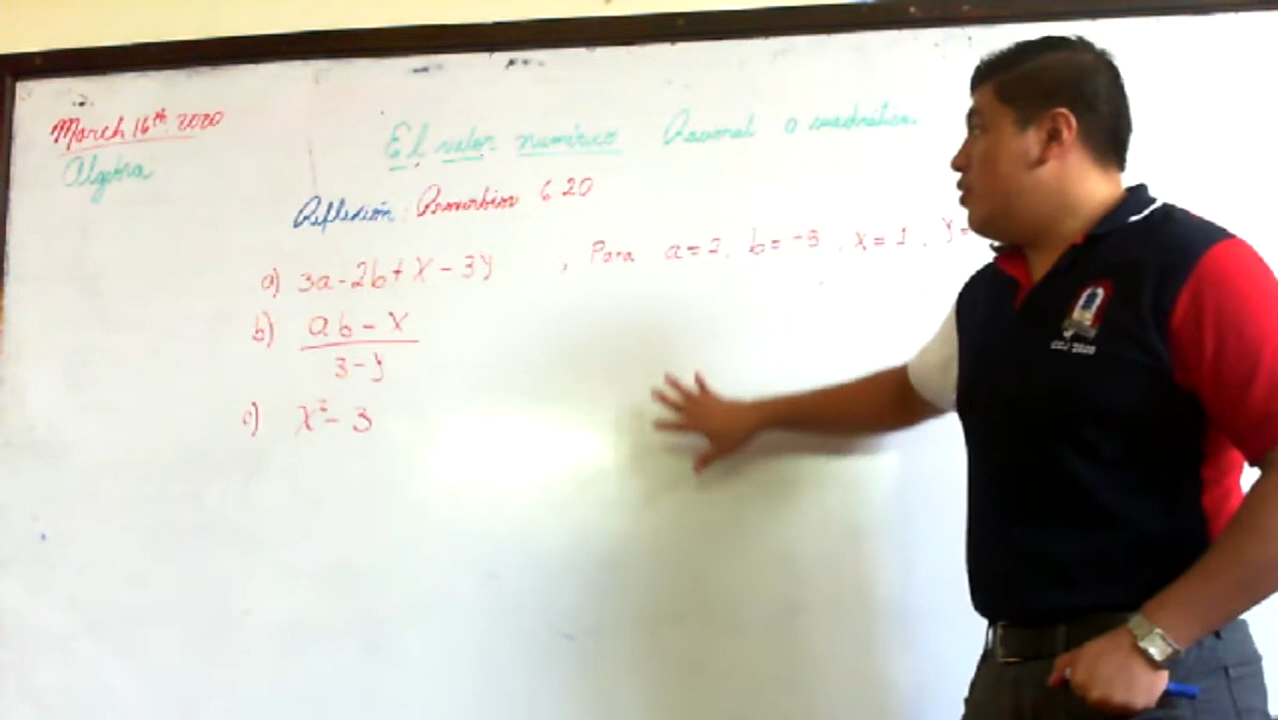 March 16th 2020
El valor numérico Racional o cuadrática
Algebra
Reflexión: Proverbios 6 20
a) 3a - 2b + x - 3y , Para a = 2, b = -3, x = 1, y =
b) ab - x
3 - y
c) x² - 3